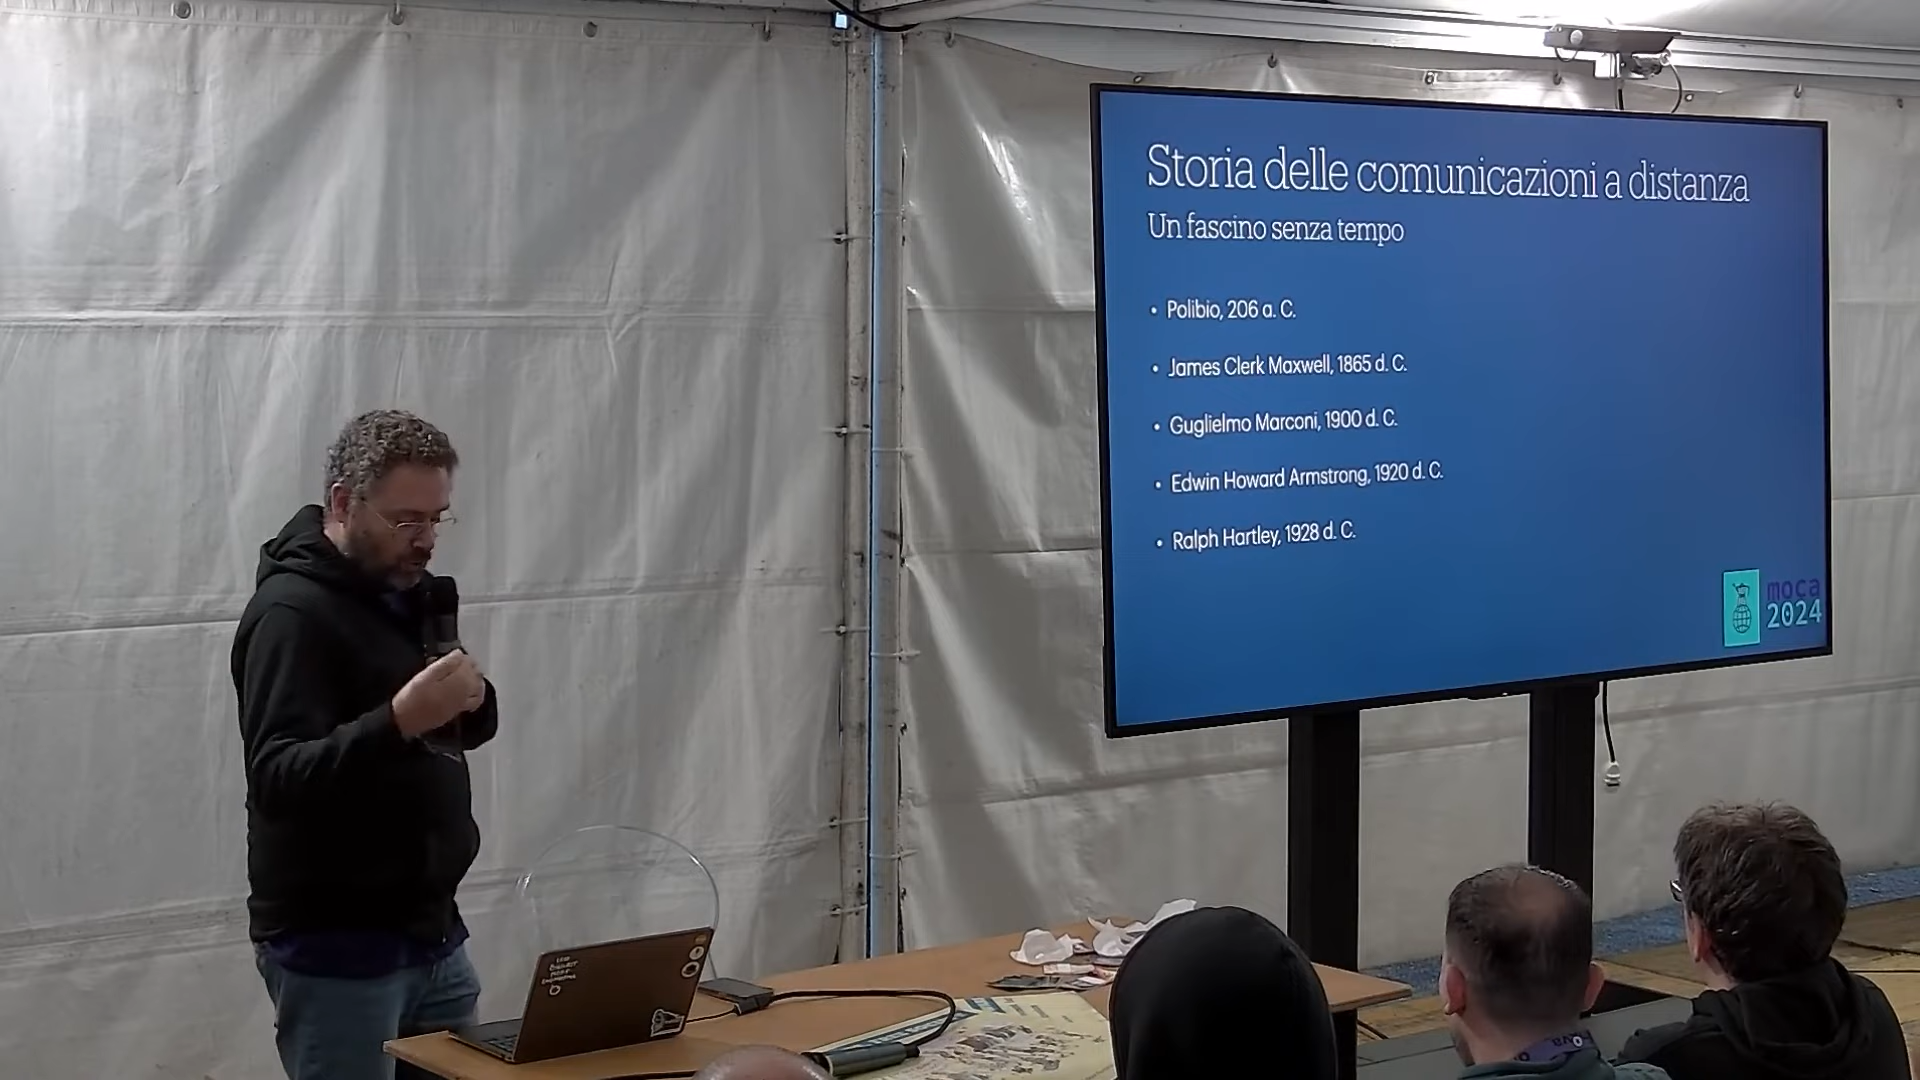 Storia delle comunicazioni a distanza
Un fascino senza tempo
• Polibio, 206 a. C.
• James Clerk Maxwell, 1865 d. C.
• Guglielmo Marconi, 1900 d. C.
• Edwin Howard Armstrong, 1920 d. C.
• Ralph Hartley, 1928 d. C.
moca
2024